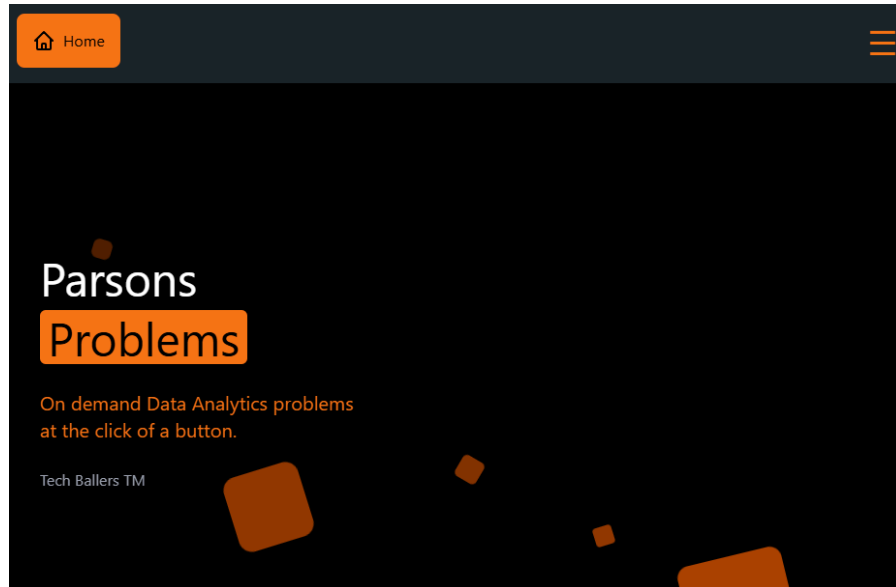 Home
Parsons
Problems
On demand Data Analytics problems
at the click of a button.
Tech Ballers TM